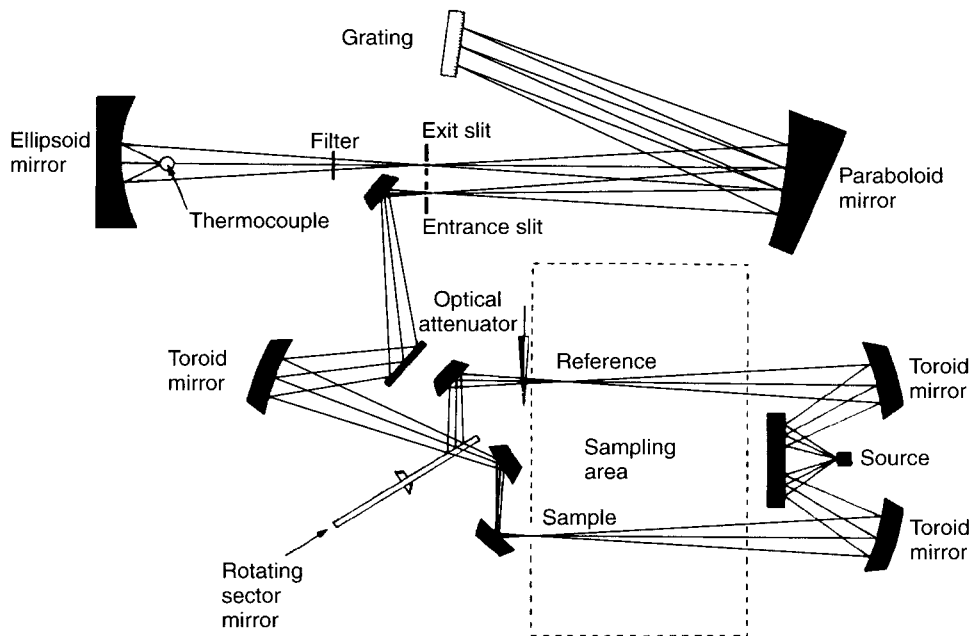 Grating
Ellipsoid
mirror
Filter
Exit slit
Paraboloid
mirror
Thermocouple
Entrance slit
Optical
attenuator
Toroid
mirror
Reference
Toroid
mirror
Sampling
area
Source
Sample
Toroid
mirror
Rotating
sector
mirror